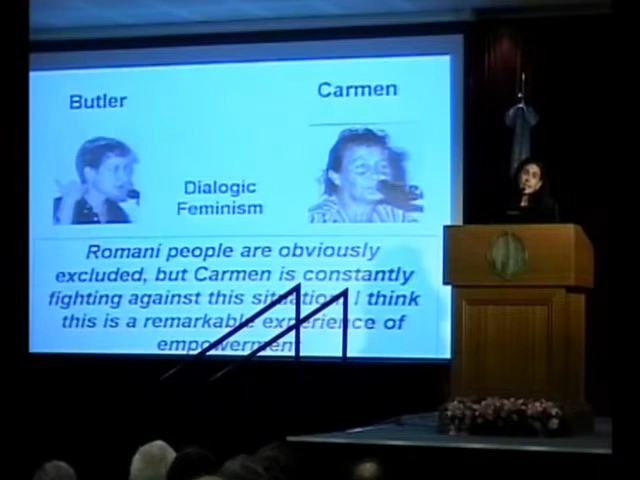 Butler
Carmen
Dialogic
Feminism
Romaní people are obviously
excluded, but Carmen is constantly
fighting against this situation. I think
this is a remarkable experience of
empowerment